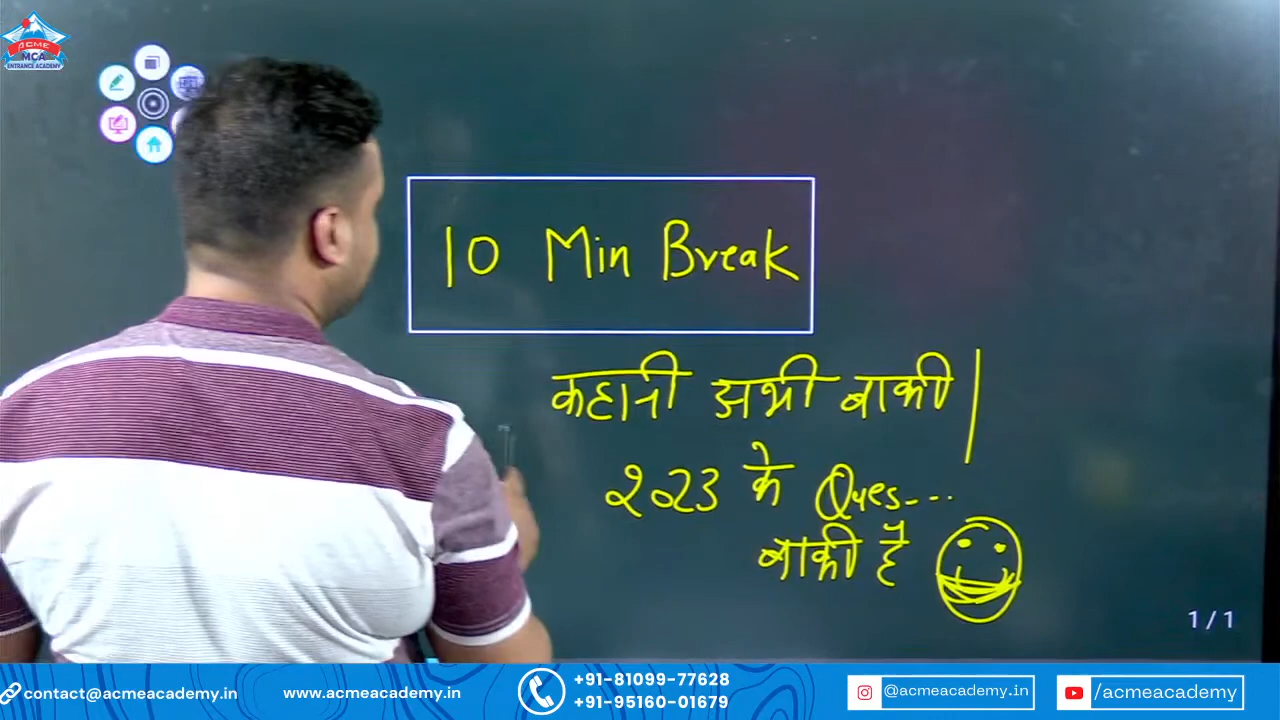 ACME
MCA
ENTRANCE ACADEMY
10 Min Break
कहानी अभी बाकी |
2023 के Ques---
बाकी है
1/1
contact@acmeacademy.in
www.acmeacademy.in
+91-81099-77628
+91-95160-01679
@acmeacademy.in
/acmeacademy